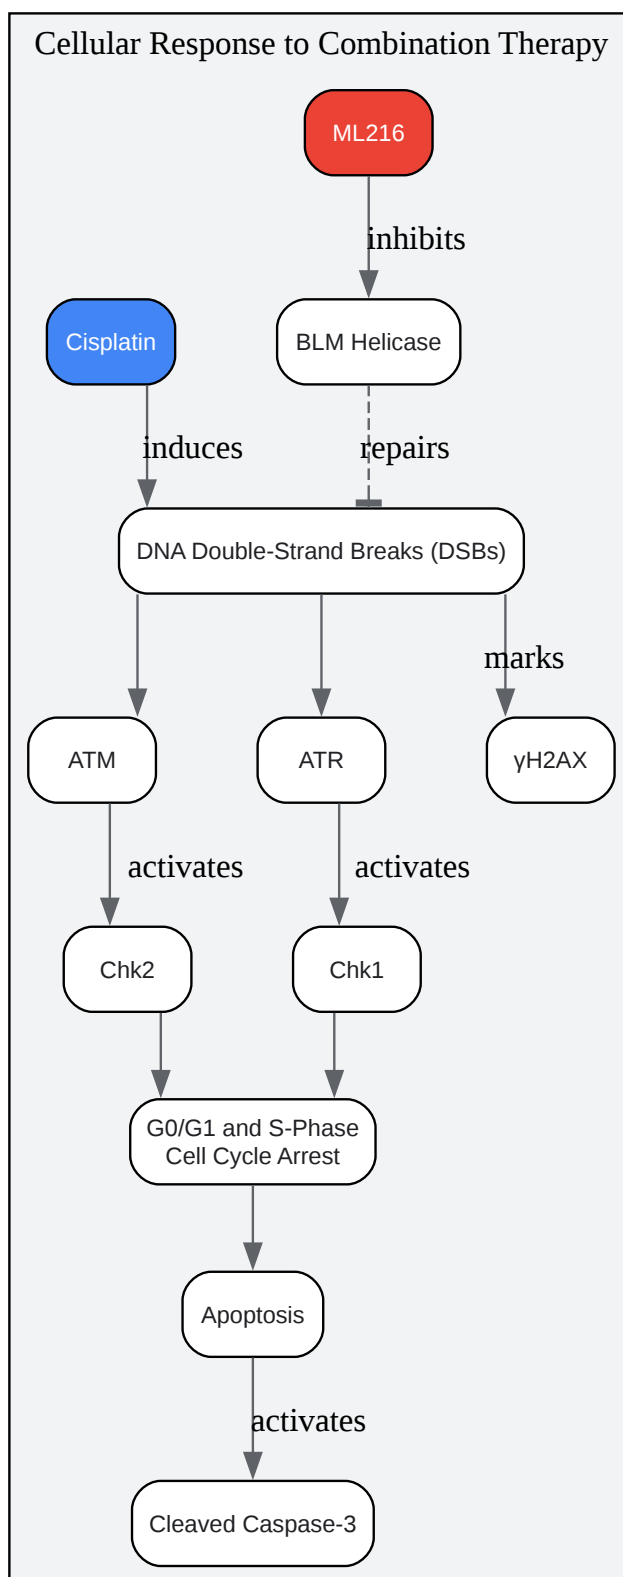 Cellular Response to Combination Therapy
ML216
inhibits
Cisplatin
BLM Helicase
induces
repairs
DNA Double-Strand Breaks (DSBs)
marks
ATM
ATR
γH2AX
activates
activates
Chk2
Chk1
G0/G1 and S-Phase
Cell Cycle Arrest
Apoptosis
activates
Cleaved Caspase-3